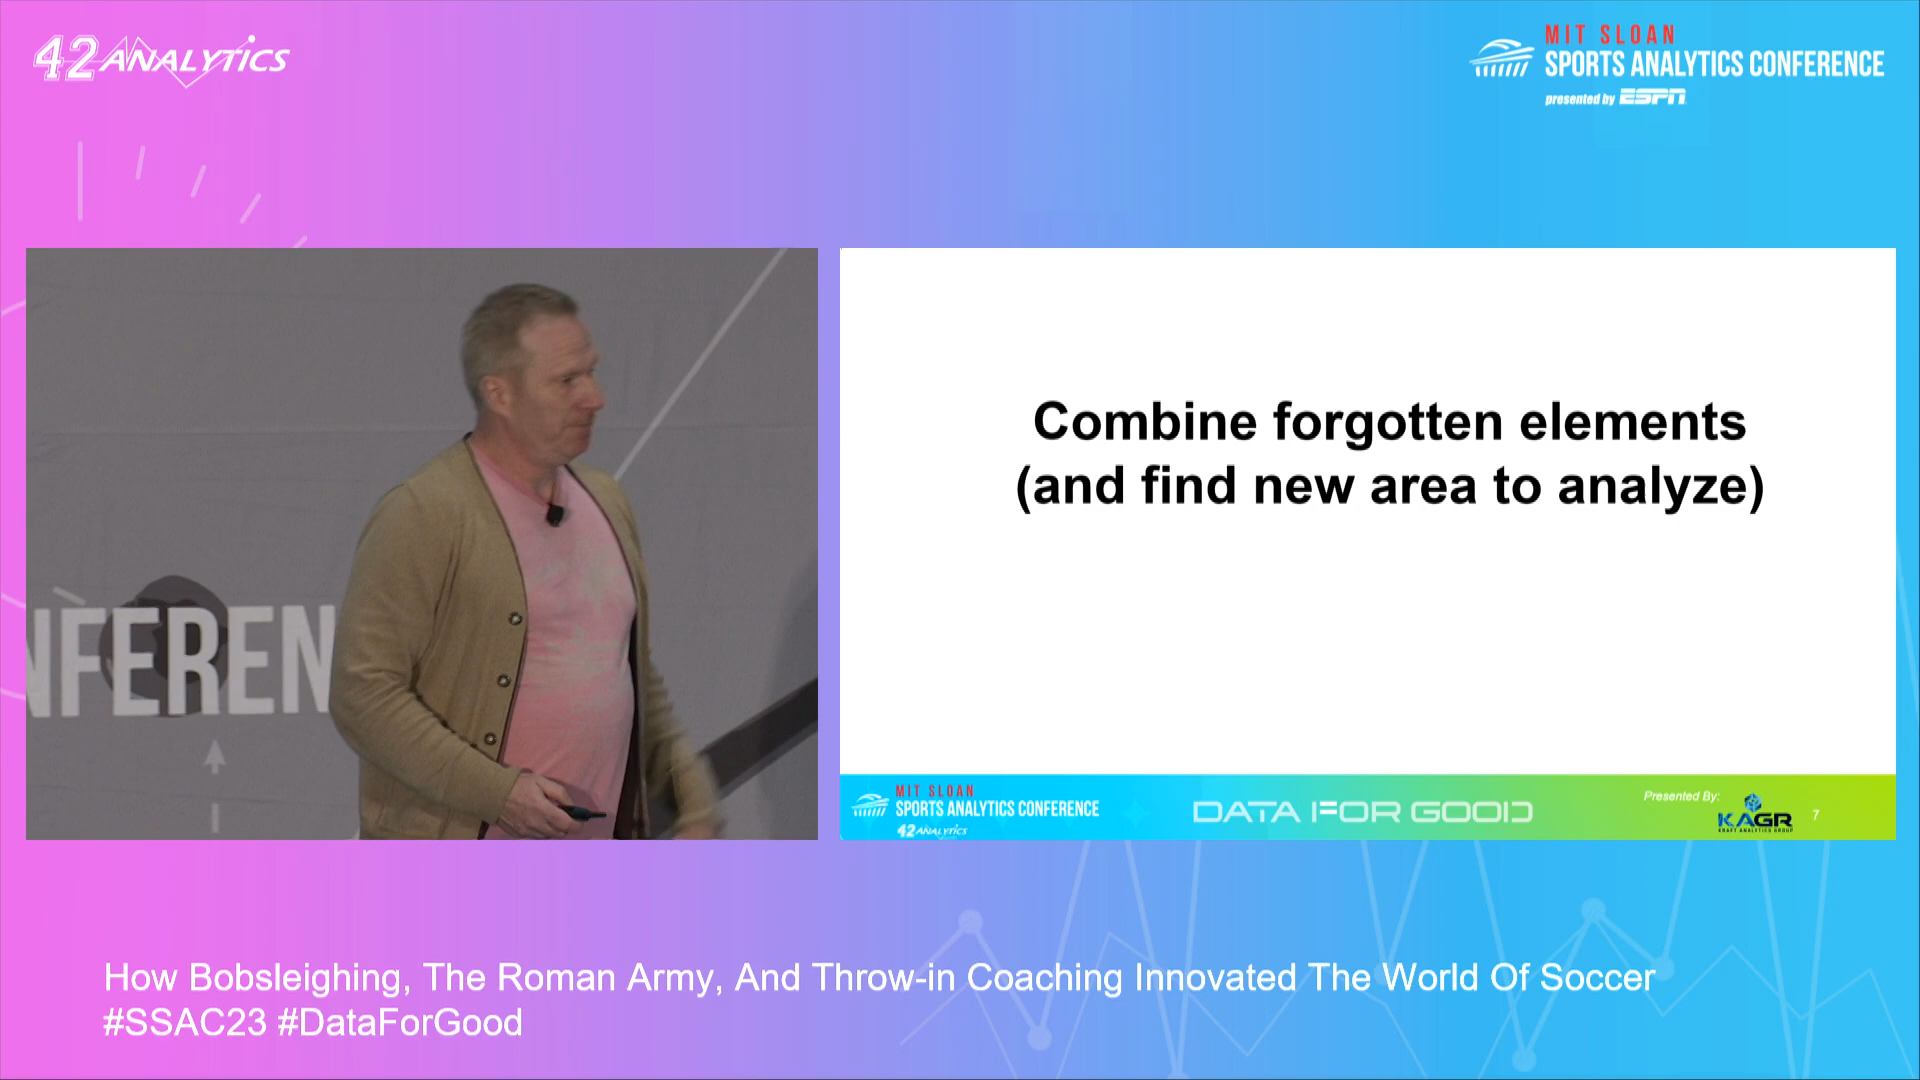 42 ANALYTICS
MIT SLOAN
SPORTS ANALYTICS CONFERENCE
presented by ESPN
NFEREN
Combine forgotten elements
(and find new area to analyze)
MIT SLOAN
SPORTS ANALYTICS CONFERENCE
42 ANALYTICS
DATA FOR GOOD
Presented By:
KAGR
KRAFT ANALYTICS GROUP
7
How Bobsleighing, The Roman Army, And Throw-in Coaching Innovated The World Of Soccer
#SSAC23 #DataForGood